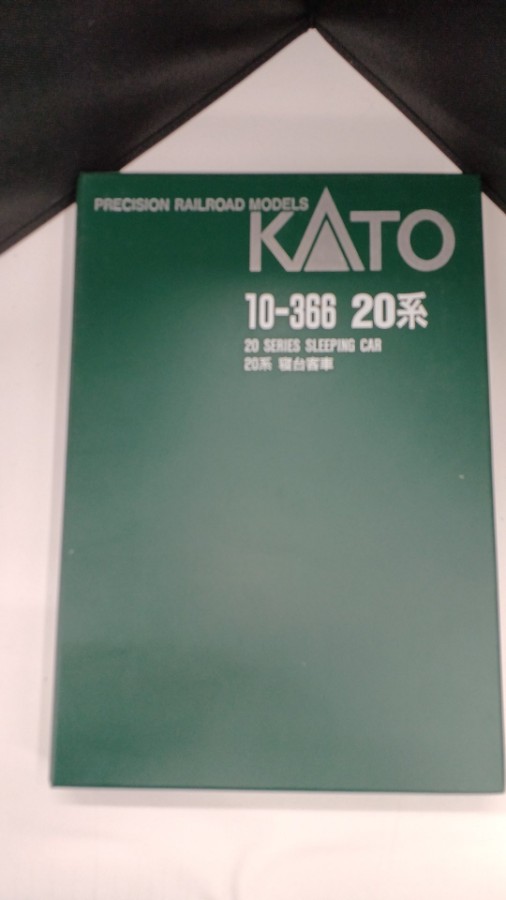 PRECISION RAILROAD MODELS
KATO
10-366 20系
20 SERIES SLEEPING CAR
20系 寝台客車